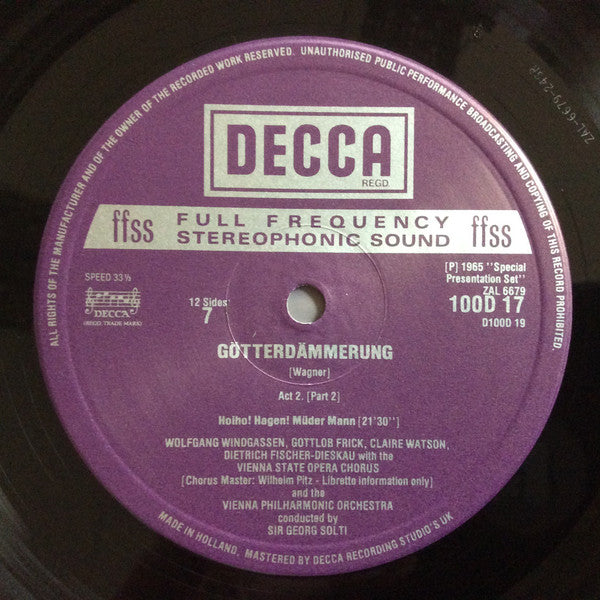 ALL RIGHTS OF THE MANUFACTURER AND OF THE OWNER OF THE RECORDED WORK RESERVED. UNAUTHORISED PUBLIC PERFORMANCE BROADCASTING AND COPYING OF THIS RECORD PROHIBITED.
DECCA
REGD.
ffss FULL FREQUENCY STEREOPHONIC SOUND ffss
SPEED 33⅓
DECCA
(REGD. TRADE MARK)
12 Sides:
7
[P] 1965 "Special
Presentation Set"
ZAL 6679
100D 17
D100D 19
GÖTTERDÄMMERUNG
[Wagner]
Act 2. [Part 2]
Hoiho! Hagen! Müder Mann [21'30"]
WOLFGANG WINDGASSEN, GOTTLOB FRICK, CLAIRE WATSON,
DIETRICH FISCHER-DIESKAU with the
VIENNA STATE OPERA CHORUS
[Chorus Master: Wilhelm Pitz - Libretto information only]
and the
VIENNA PHILHARMONIC ORCHESTRA
conducted by
SIR GEORG SOLTI
MADE IN HOLLAND. MASTERED BY DECCA RECORDING STUDIO'S UK